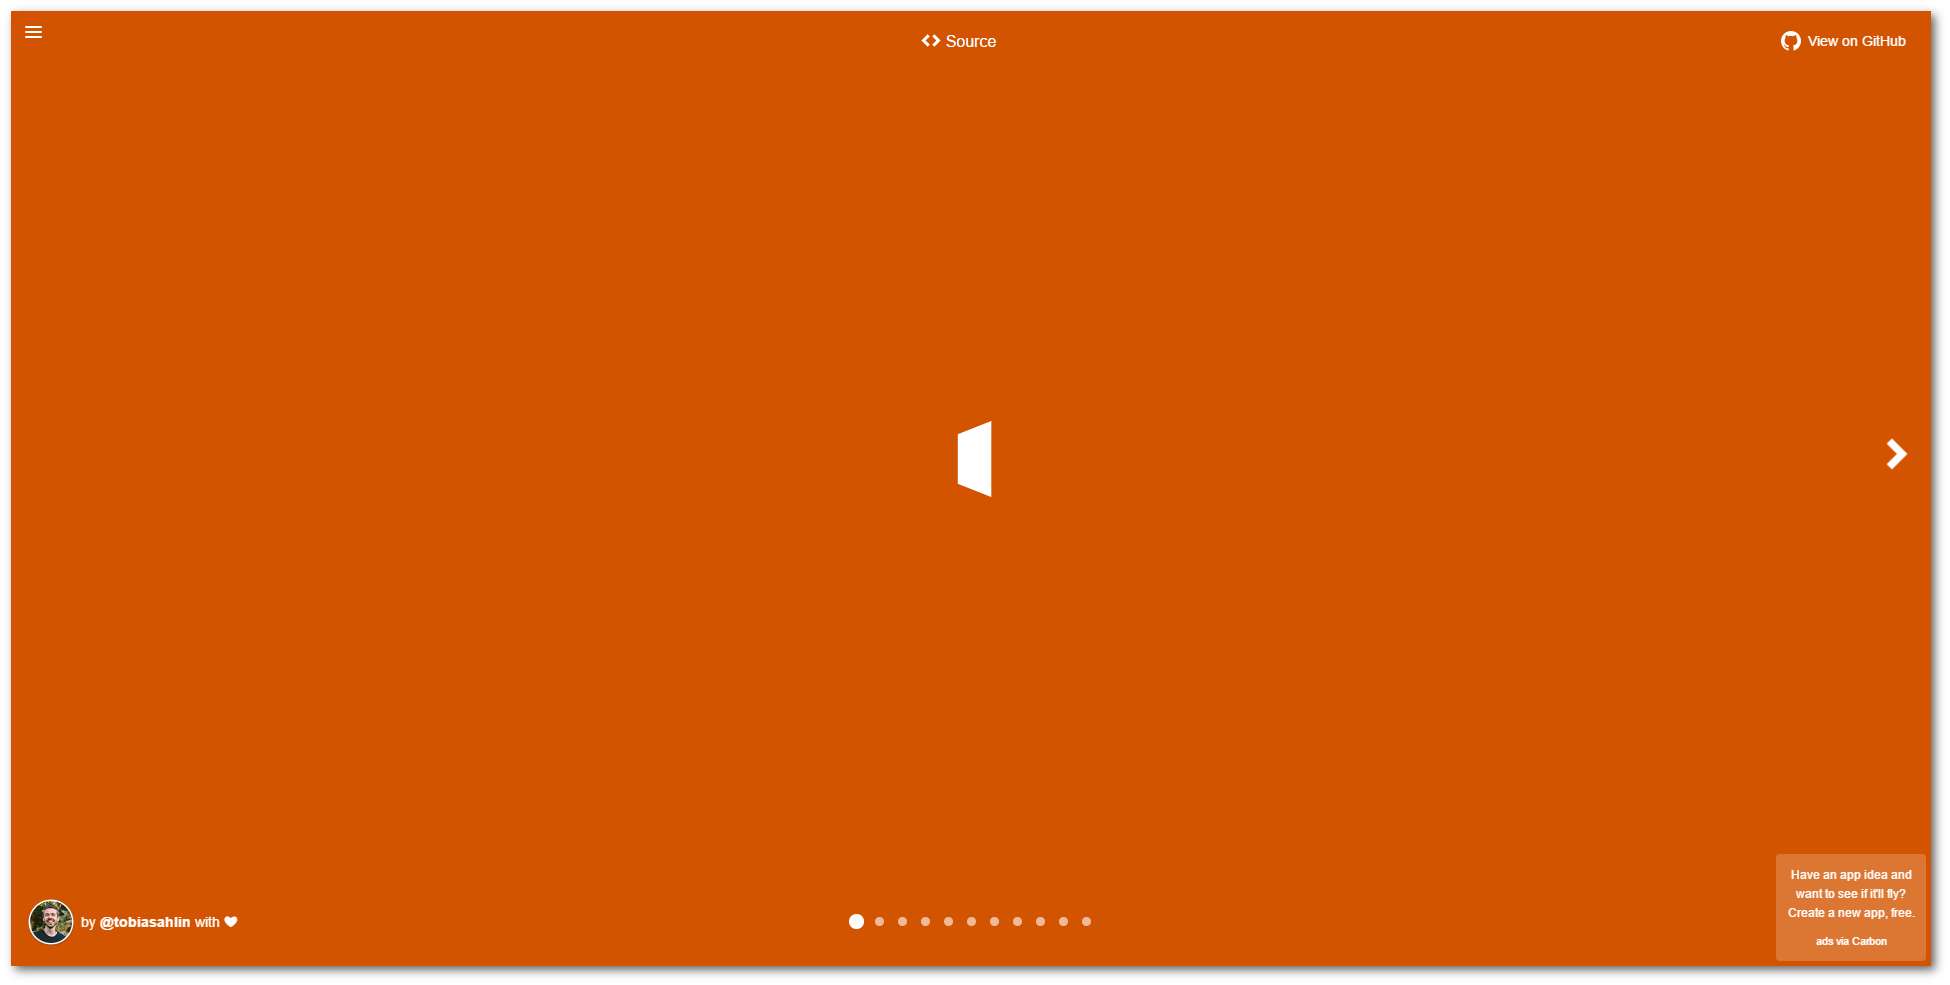 Source
View on GitHub
Have an app idea and
want to see if it'll fly?
Create a new app, free.
ads via Carbon
by @tobiasahlin with